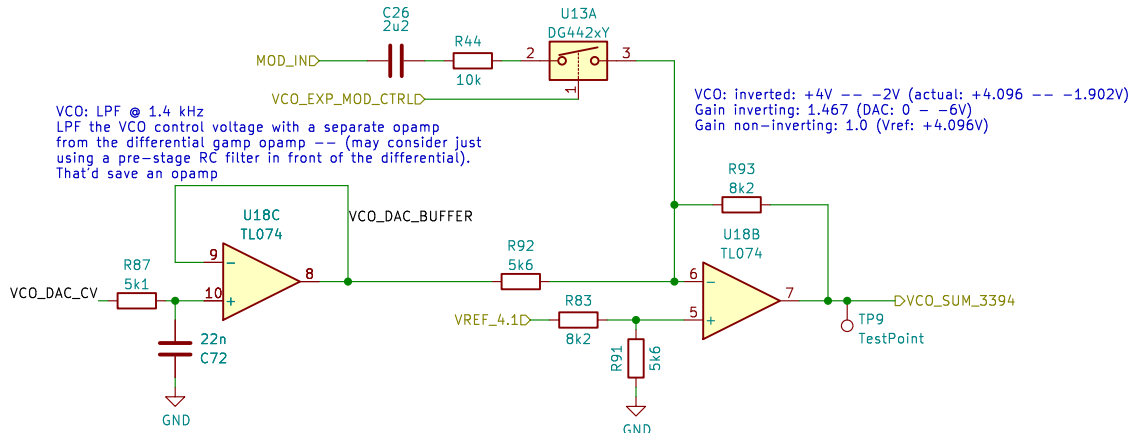 C26
2u2
MOD_IN
R44
10k
U13A
DG442xY
2
3
1
VCO_EXP_MOD_CTRL
VCO: LPF @ 1.4 kHz
LPF the VCO control voltage with a separate opamp
from the differential gamp opamp -- (may consider just
using a pre-stage RC filter in front of the differential).
That'd save an opamp
VCO: inverted: +4V -- -2V (actual: +4.096 -- -1.902V)
Gain inverting: 1.467 (DAC: 0 - -6V)
Gain non-inverting: 1.0 (Vref: +4.096V)
R93
8k2
U18C
TL074
VCO_DAC_BUFFER
9
8
10
R87
5k1
VCO_DAC_CV
22n
C72
GND
R92
5k6
U18B
TL074
6
7
5
VREF_4.1
R83
8k2
R91
5k6
GND
VCO_SUM_3394
TP9
TestPoint